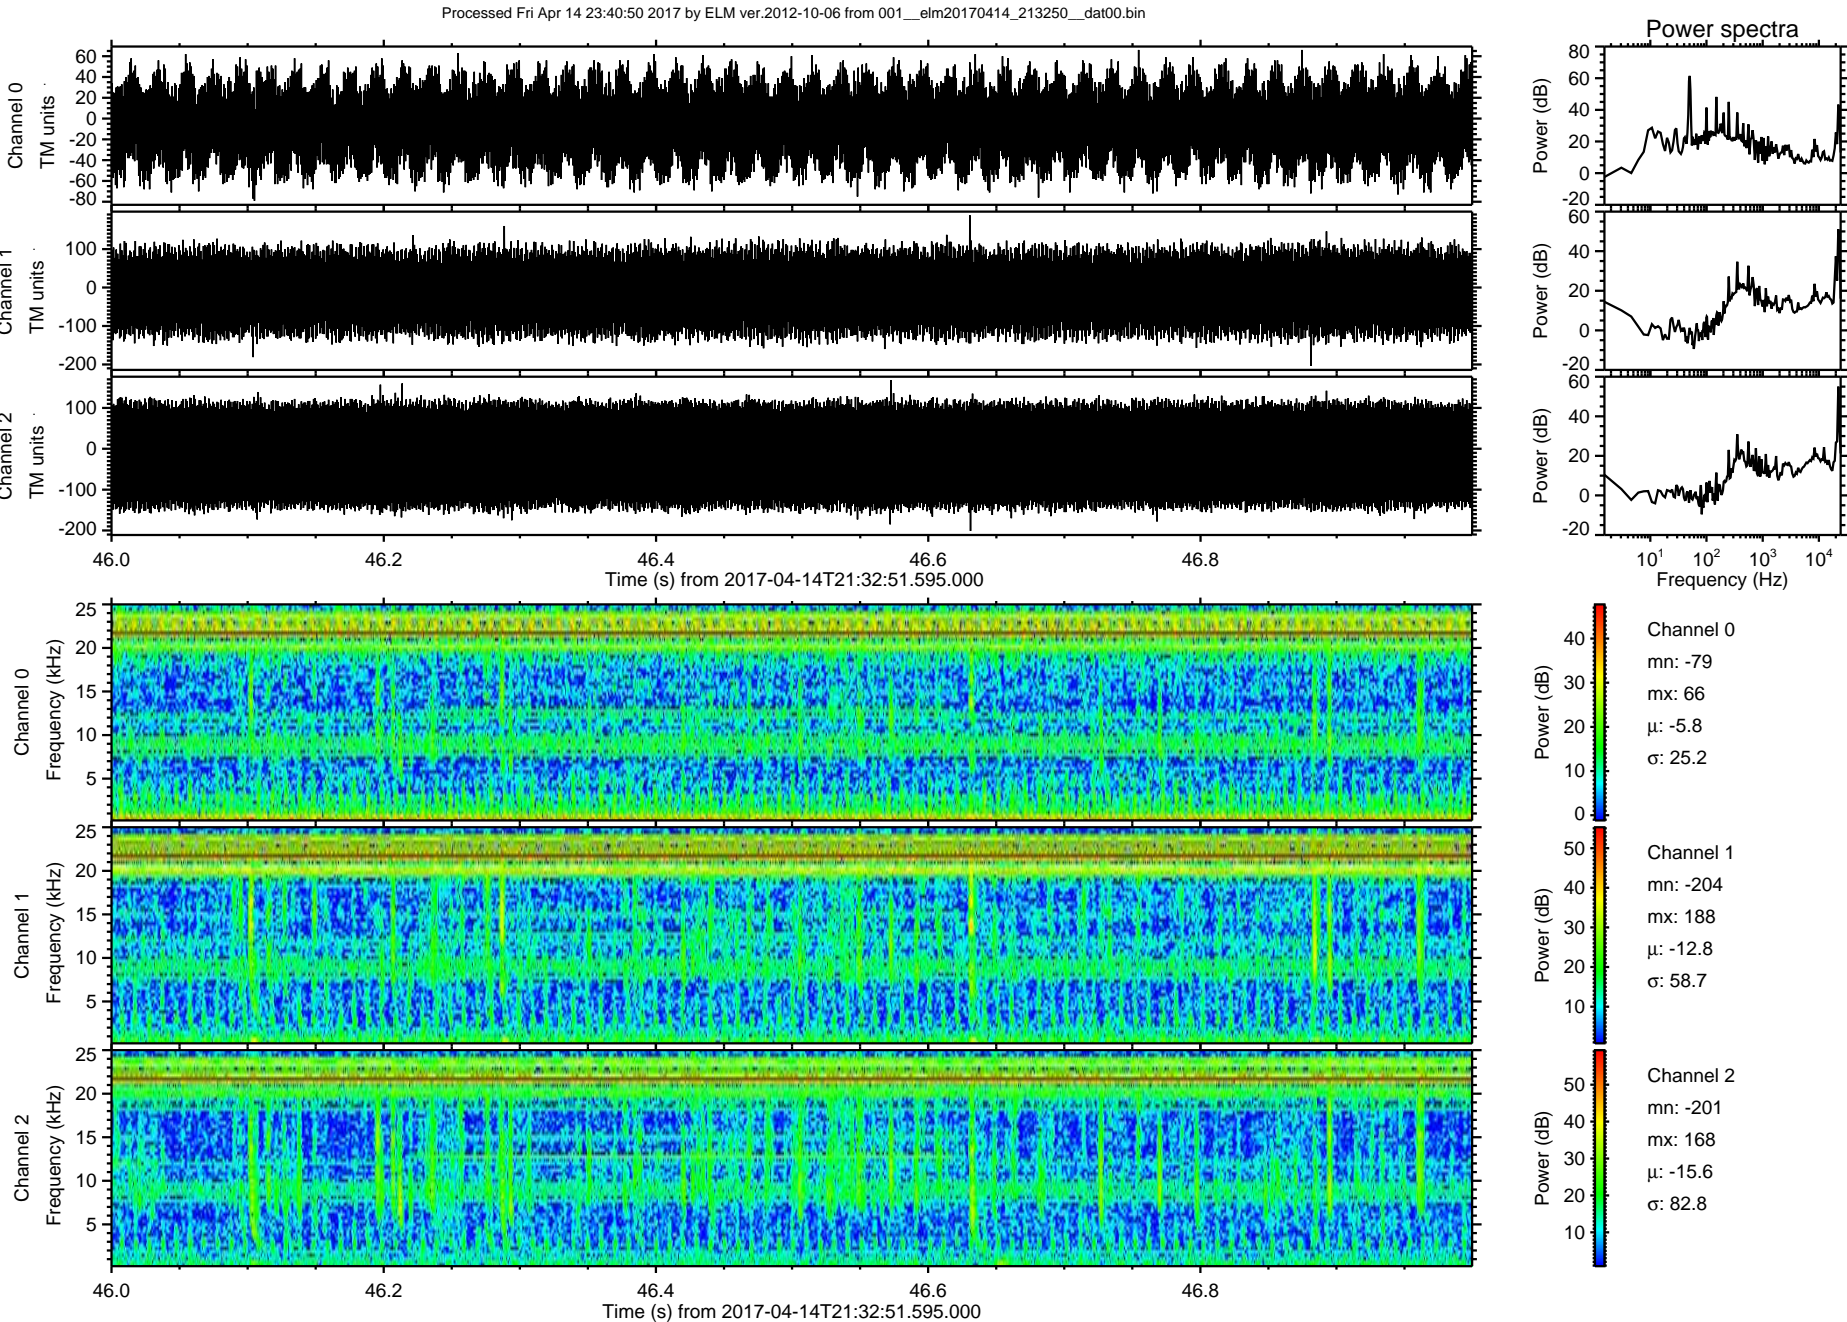 Processed Fri Apr 14 23:40:50 2017 by ELM ver.2012-10-06 from 001__elm20170414_213250__dat00.bin
Power spectra
Channel 0
TM units
60
40
20
0
-20
-40
-60
-80
Power (dB)
80
60
40
20
0
-20
Channel 1
TM units
100
0
-100
-200
Power (dB)
60
40
20
0
-20
Channel 2
TM units
100
0
-100
-200
Power (dB)
60
40
20
0
-20
46.0 46.2 46.4 46.6 46.8
Time (s) from 2017-04-14T21:32:51.595.000
10¹ 10² 10³ 10⁴
Frequency (Hz)
Channel 0
Frequency (kHz)
25
20
15
10
5
Power (dB)
40
30
20
10
0
Channel 0
mn: -79
mx: 66
μ: -5.8
σ: 25.2
Channel 1
Frequency (kHz)
25
20
15
10
5
Power (dB)
50
40
30
20
10
Channel 1
mn: -204
mx: 188
μ: -12.8
σ: 58.7
Channel 2
Frequency (kHz)
25
20
15
10
5
Power (dB)
50
40
30
20
10
Channel 2
mn: -201
mx: 168
μ: -15.6
σ: 82.8
46.0 46.2 46.4 46.6 46.8
Time (s) from 2017-04-14T21:32:51.595.000